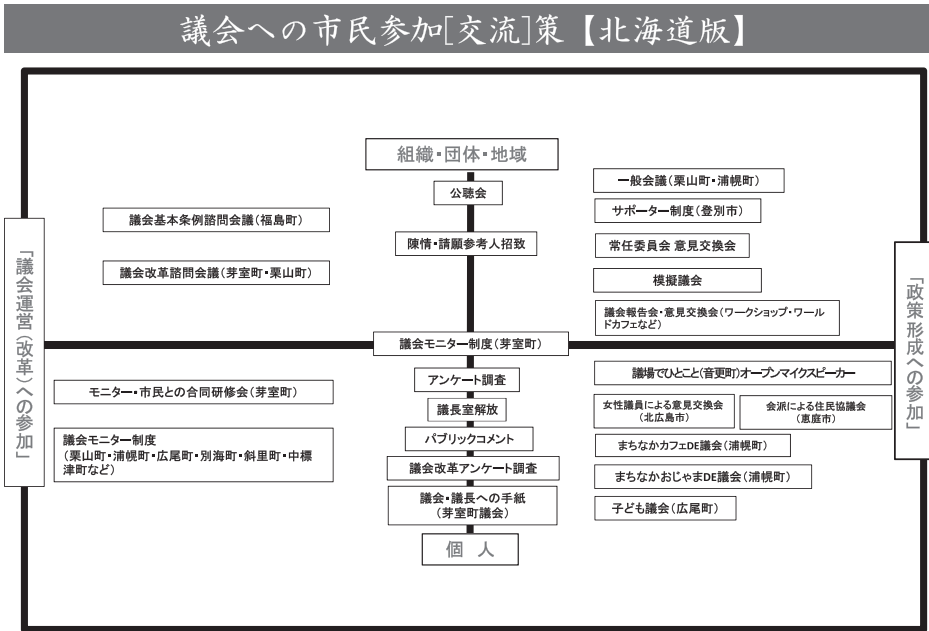 議会への市民参加[交流]策【北海道版】
組織・団体・地域
公聴会
陳情・請願参考人招致
議会モニター制度(芽室町)
アンケート調査
議長室解放
パブリックコメント
議会改革アンケート調査
議会・議長への手紙
(芽室町議会)
個 人
「議会運営(改革)への参加」
議会基本条例諮問会議(福島町)
議会改革諮問会議(芽室町・栗山町)
モニター・市民との合同研修会(芽室町)
議会モニター制度
(栗山町・浦幌町・広尾町・別海町・斜里町・中標
津町など)
一般会議(栗山町・浦幌町)
サポーター制度(登別市)
常任委員会 意見交換会
模擬議会
議会報告会・意見交換会(ワークショップ・ワール
ドカフェなど)
議場でひとこと(音更町)オープンマイクスピーカー
女性議員による意見交換会
(北広島市)
会派による住民協議会
(恵庭市)
まちなかカフェDE議会(浦幌町)
まちなかおじゃまDE議会(浦幌町)
子ども議会(広尾町)
「政策形成への参加」